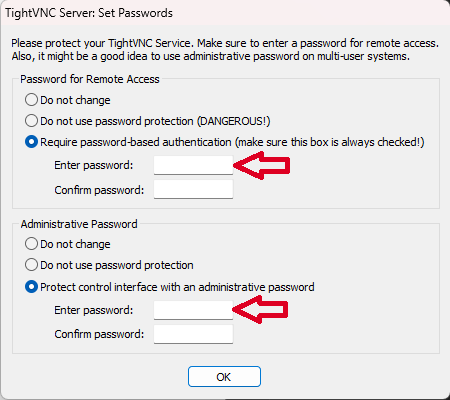 TightVNC Server: Set Passwords
Please protect your TightVNC Service. Make sure to enter a password for remote access.
Also, it might be a good idea to use administrative password on multi-user systems.
Password for Remote Access
Do not change
Do not use password protection (DANGEROUS!)
Require password-based authentication (make sure this box is always checked!)
Enter password:
Confirm password:
Administrative Password
Do not change
Do not use password protection
Protect control interface with an administrative password
Enter password:
Confirm password:
OK